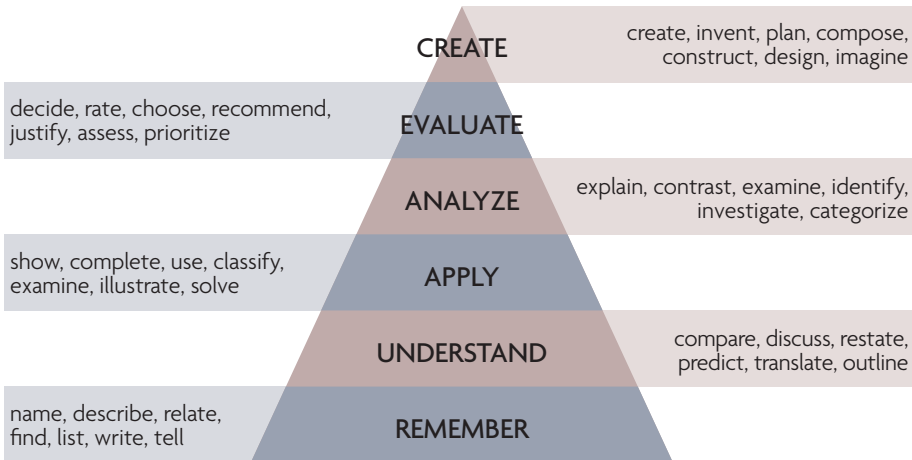 CREATE
create, invent, plan, compose,
construct, design, imagine
decide, rate, choose, recommend,
justify, assess, prioritize
EVALUATE
ANALYZE
explain, contrast, examine, identify,
investigate, categorize
show, complete, use, classify,
examine, illustrate, solve
APPLY
UNDERSTAND
compare, discuss, restate,
predict, translate, outline
name, describe, relate,
find, list, write, tell
REMEMBER